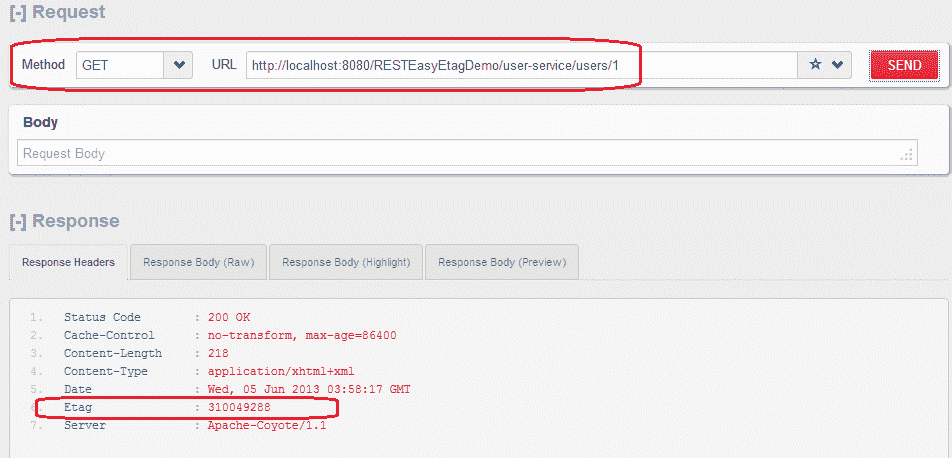 [-] Request
Method GET URL http://localhost:8080/RESTEasyEtagDemo/user-service/users/1 SEND
Body
Request Body
[-] Response
Response Headers Response Body (Raw) Response Body (Highlight) Response Body (Preview)
1. Status Code : 200 OK
2. Cache-Control : no-transform, max-age=86400
3. Content-Length : 218
4. Content-Type : application/xhtml+xml
5. Date : Wed, 05 Jun 2013 03:58:17 GMT
6. Etag : 310049288
7. Server : Apache-Coyote/1.1